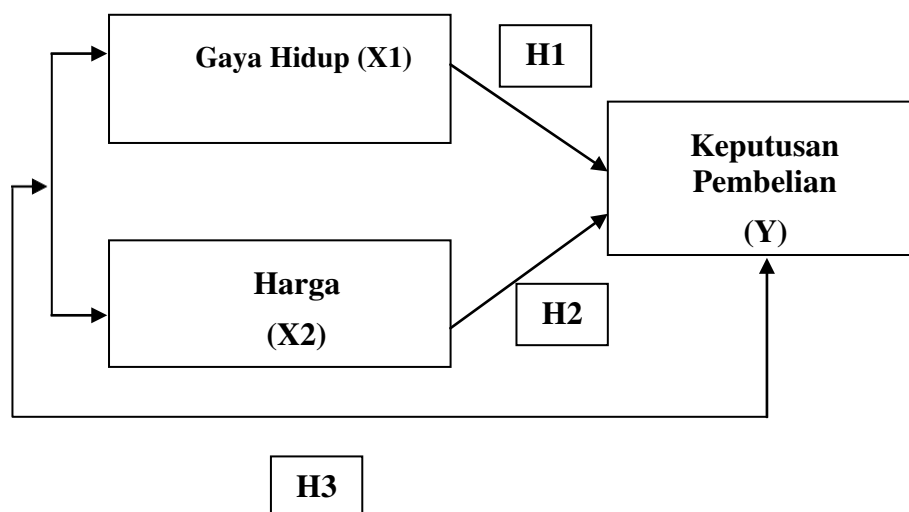 Gaya Hidup (X1)
H1
Keputusan
Pembelian
(Y)
Harga
(X2)
H2
H3